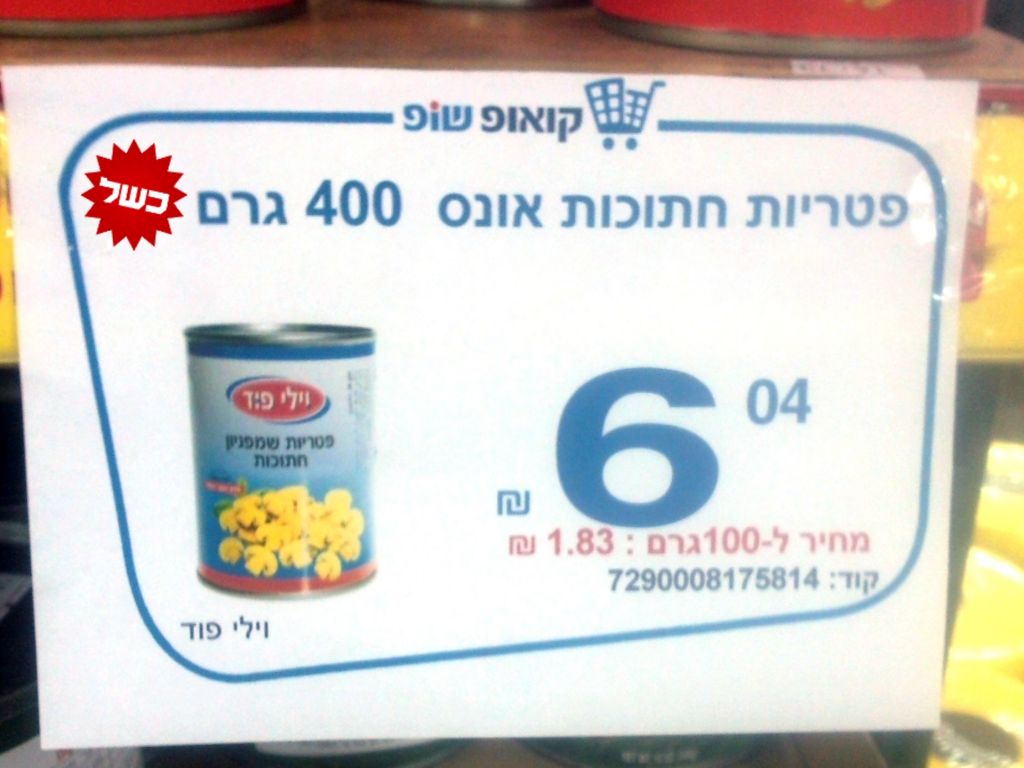 קואופ שופ
פטריות חתוכות אונס 400 גרם
כשל
וילי פוד
פטריות שמפניון
חתוכות
6 04
₪
מחיר ל-100גרם : 1.83 ₪
קוד: 7290008175814
וילי פוד